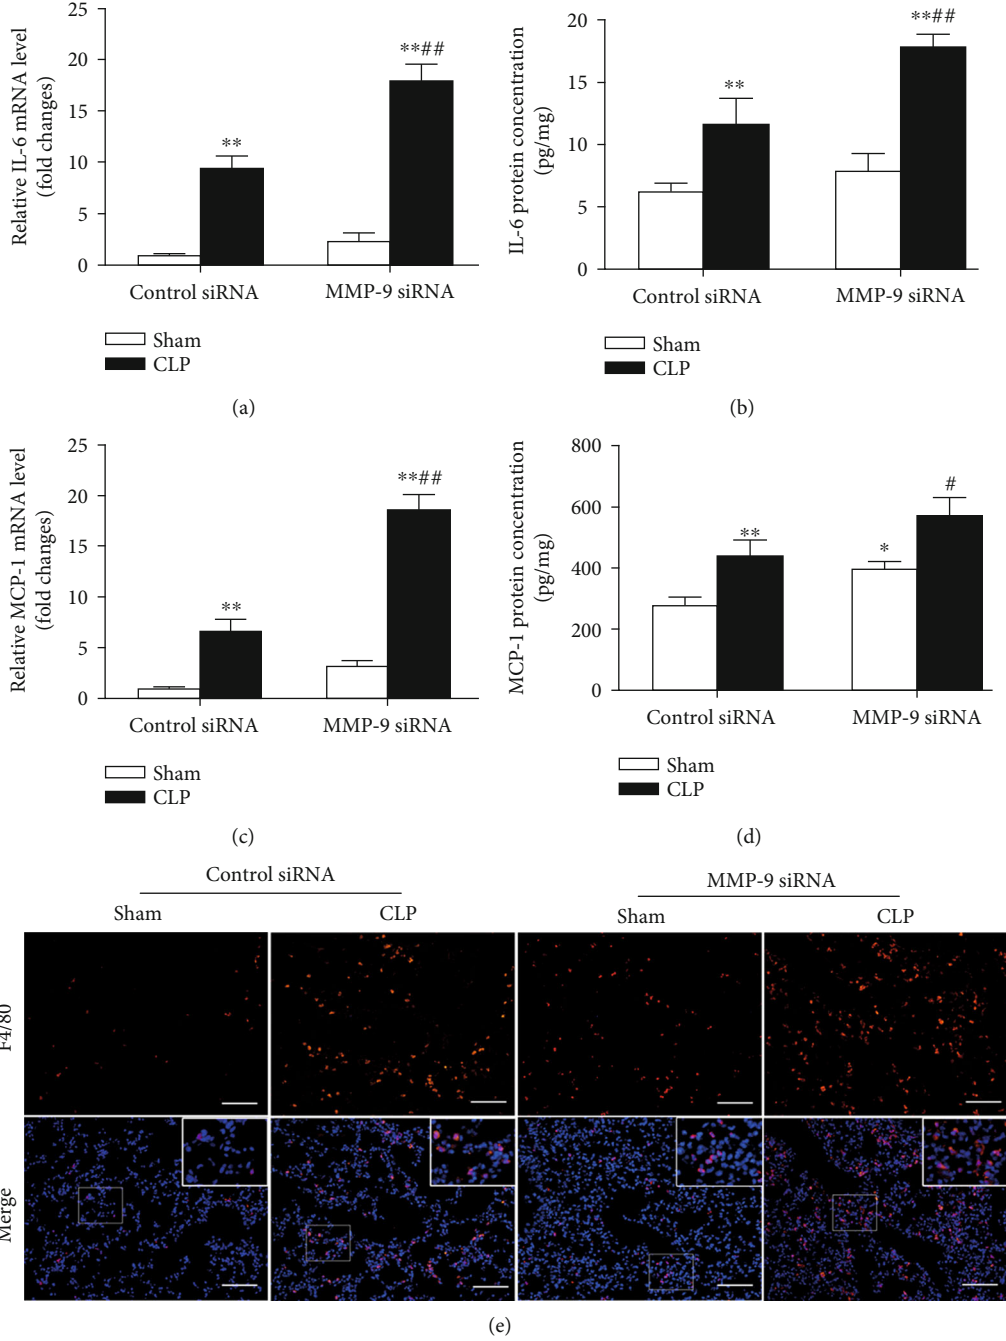 Relative IL-6 mRNA level
(fold changes)
25
20
15
10
5
0
**
**##
Control siRNA
MMP-9 siRNA
Sham
CLP
(a)
IL-6 protein concentration
(pg/mg)
20
15
10
5
0
**
**##
Control siRNA
MMP-9 siRNA
Sham
CLP
(b)
Relative MCP-1 mRNA level
(fold changes)
25
20
15
10
5
0
**
**##
Control siRNA
MMP-9 siRNA
Sham
CLP
(c)
MCP-1 protein concentration
(pg/mg)
800
600
400
200
0
**
*
#
Control siRNA
MMP-9 siRNA
Sham
CLP
(d)
Control siRNA
MMP-9 siRNA
Sham
CLP
Sham
CLP
F4/80
Merge
(e)